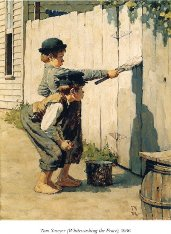 Tom Sawyer (Whitewashing the Fence), 1936